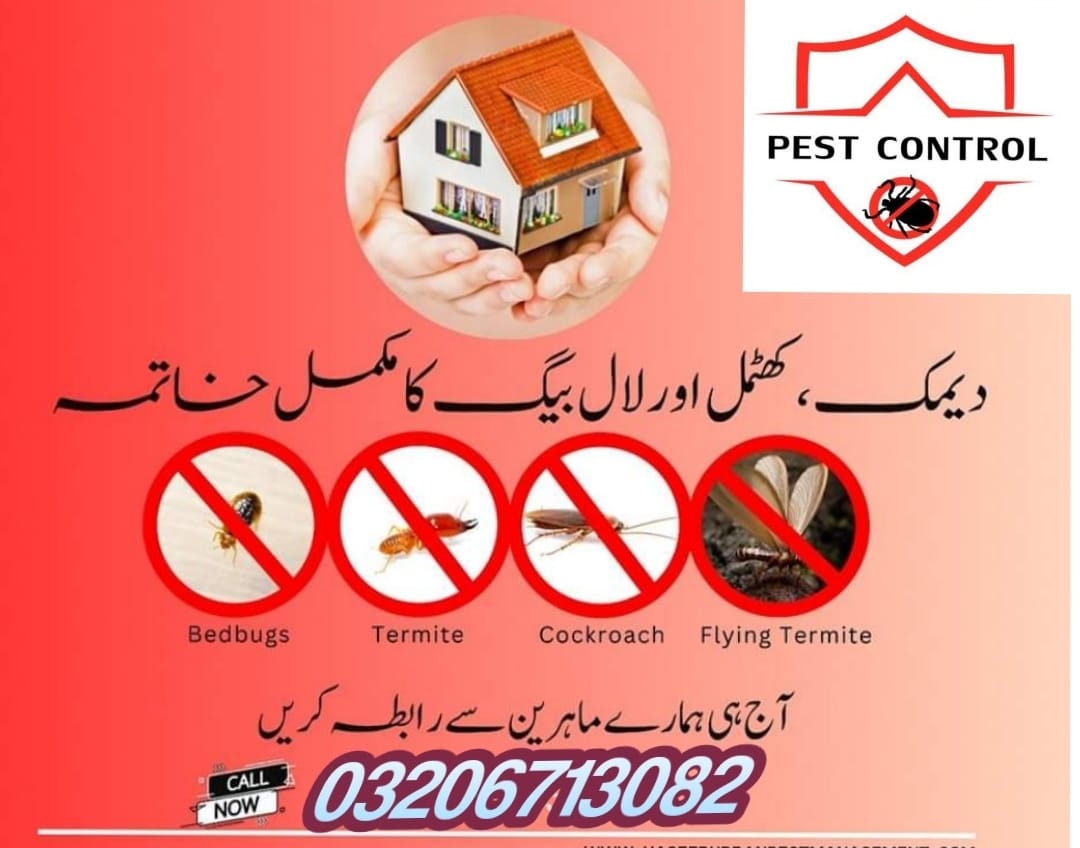 PEST CONTROL
دیمک، کھٹمل اور لال بیگ کا مکمل خاتمہ
Bedbugs
Termite
Cockroach
Flying Termite
آج ہی ہمارے ماہرین سے رابطہ کریں
CALL
NOW
03206713082